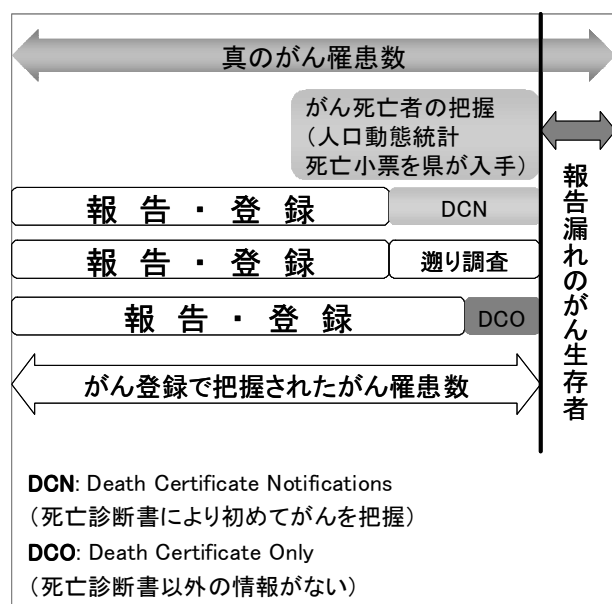 真のがん罹患数
がん死亡者の把握
（人口動態統計
死亡小票を県が入手）
報告漏れのがん生存者
報 告 ・ 登 録
DCN
報 告 ・ 登 録
遡り調査
報 告 ・ 登 録
DCO
がん登録で把握されたがん罹患数
DCN: Death Certificate Notifications
（死亡診断書により初めてがんを把握）
DCO: Death Certificate Only
（死亡診断書以外の情報がない）